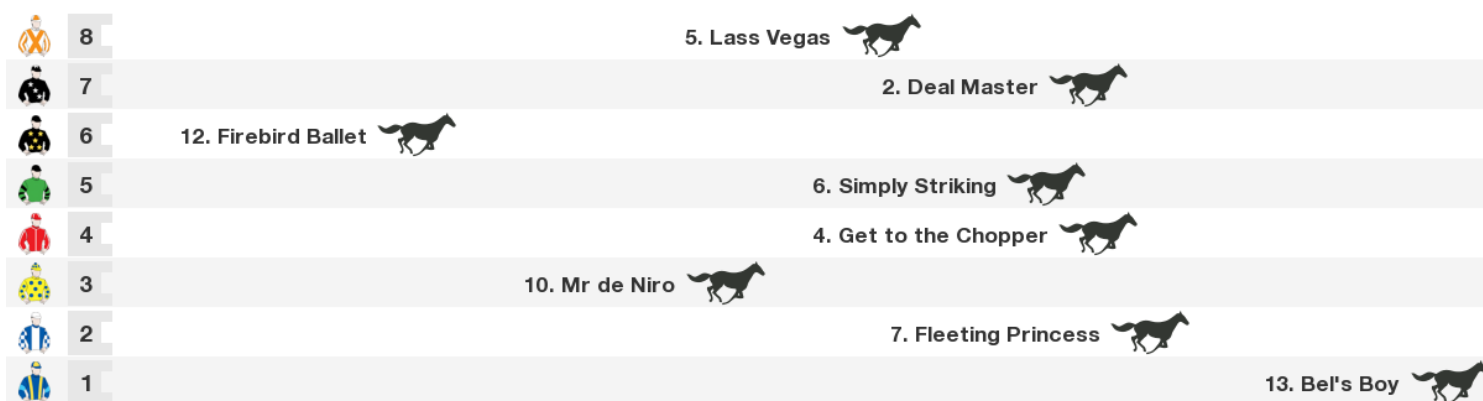 8 5. Lass Vegas
7 2. Deal Master
6 12. Firebird Ballet
5 6. Simply Striking
4 4. Get to the Chopper
3 10. Mr de Niro
2 7. Fleeting Princess
1 13. Bel's Boy